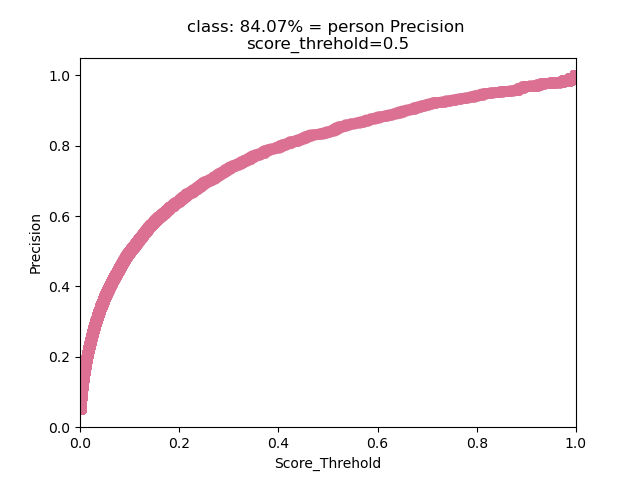 class: 84.07% = person Precision
score_threhold=0.5
1.0
0.8
0.6
0.4
0.2
0.0
Precision
0.0 0.2 0.4 0.6 0.8 1.0
Score_Threhold